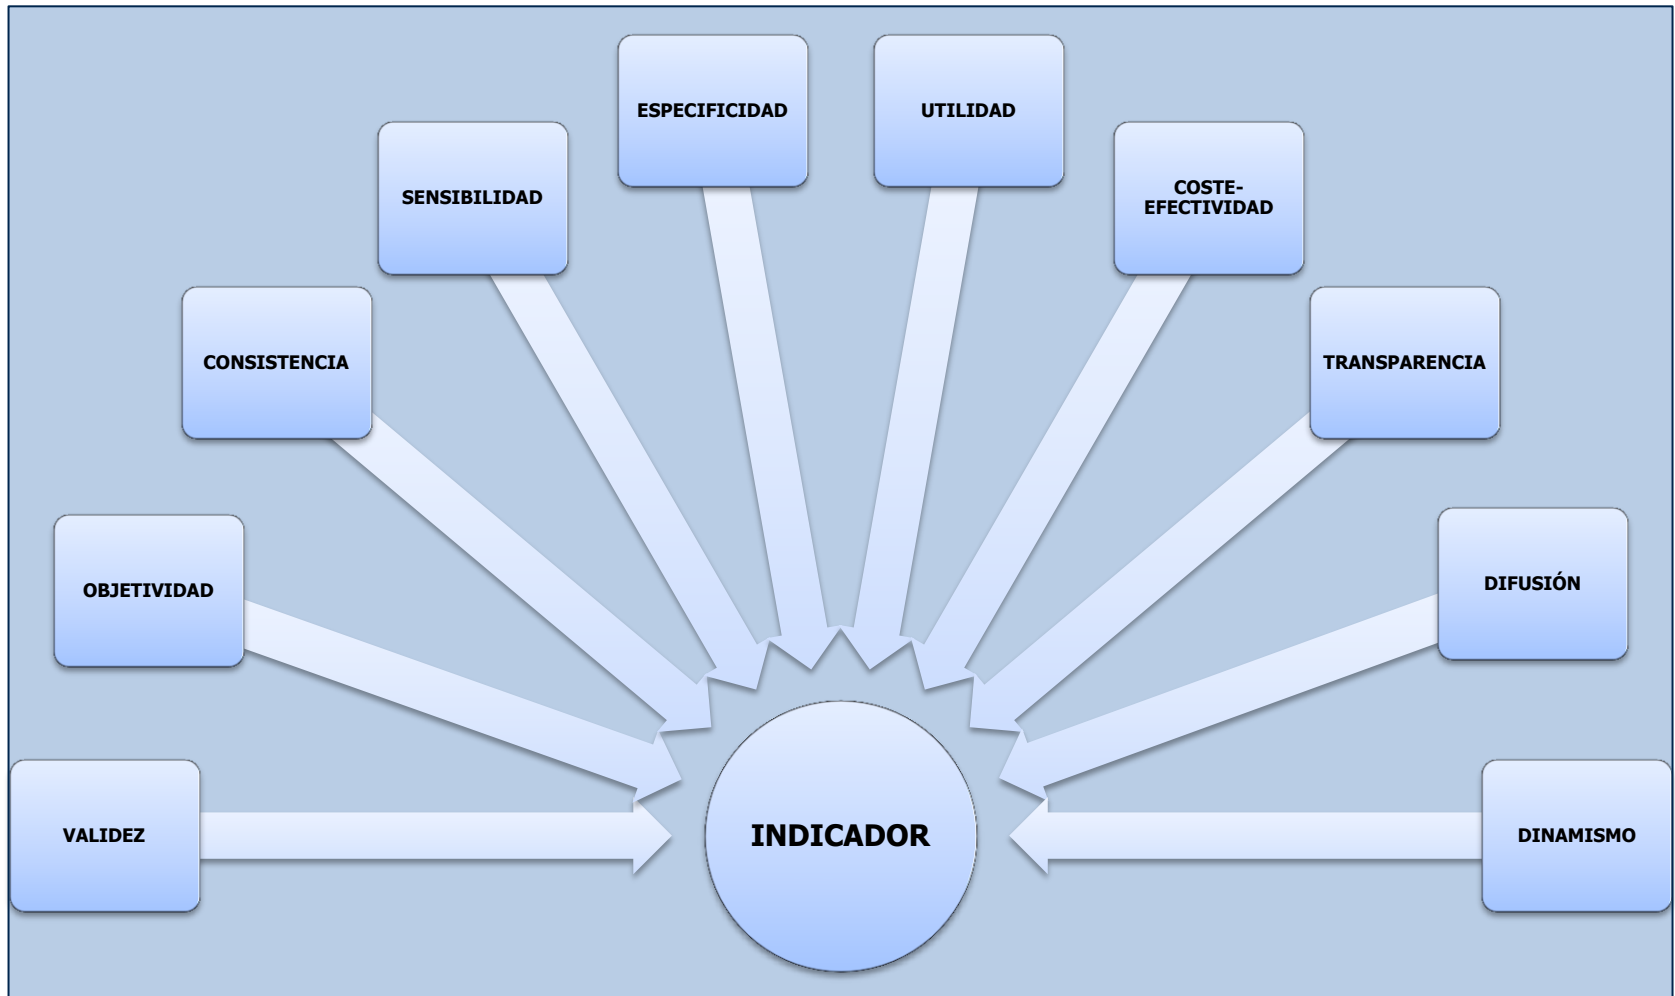 ESPECIFICIDAD
UTILIDAD
SENSIBILIDAD
COSTE-
EFECTIVIDAD
CONSISTENCIA
TRANSPARENCIA
OBJETIVIDAD
DIFUSIÓN
VALIDEZ
INDICADOR
DINAMISMO